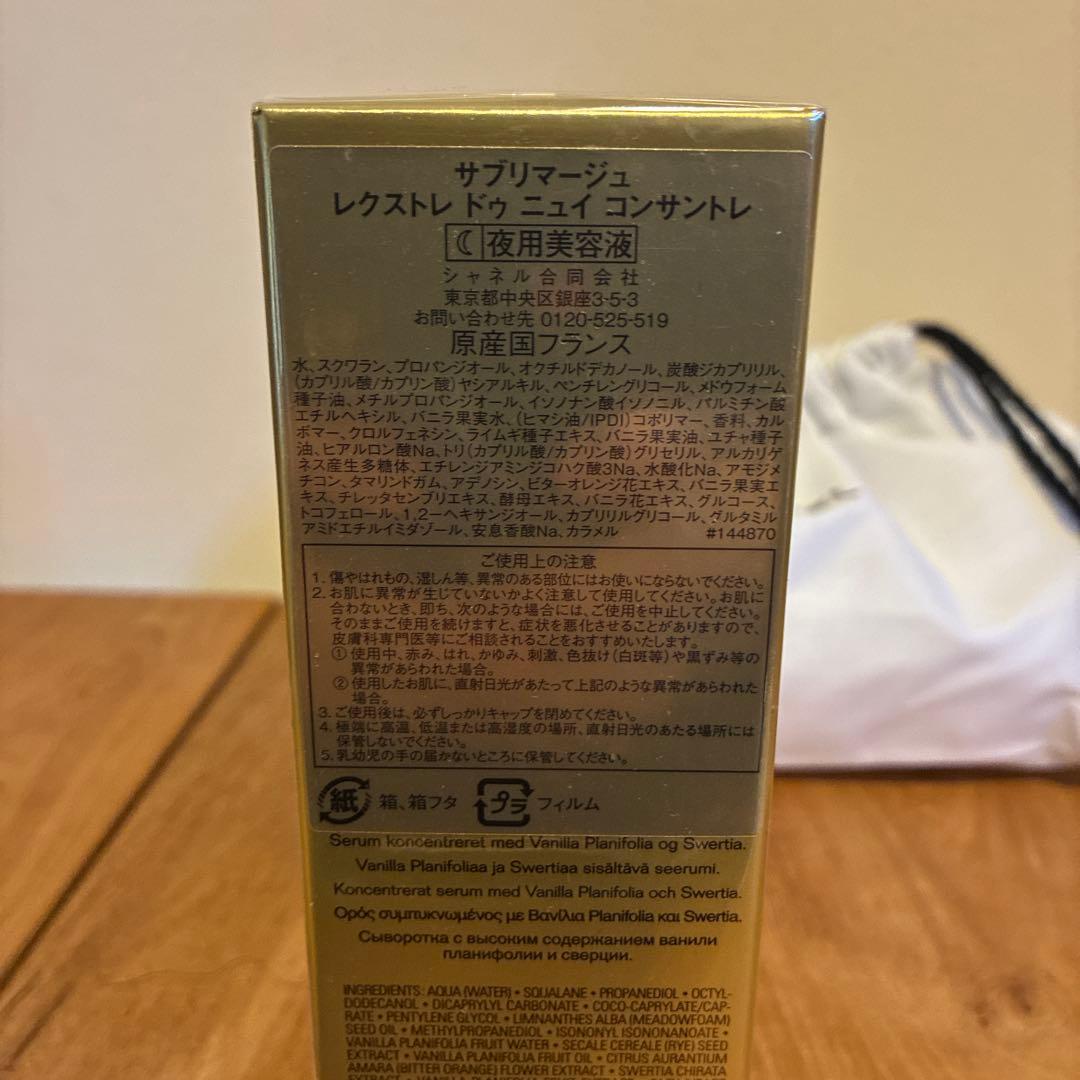 サブリマージュ
レクストレ ドゥ ニュイ コンサントレ
夜用美容液
シャネル合同会社
東京都中央区銀座3-5-3
お問い合わせ先 0120-525-519
原産国フランス
水、スクワラン、プロパンジオール、オクチルドデカノール、炭酸ジカプリリル、
(カプリル酸/カプリン酸)ヤシアルキル、ペンチレングリコール、メドウフォーム
種子油、メチルプロパンジオール、イソノナン酸イソノニル、パルミチン酸
エチルヘキシル、バニラ果実水、(ヒマシ油/IPDI)コポリマー、香料、カル
ボマー、クロルフェネシン、ライムギ種子エキス、バニラ果実油、ユチャ種子
油、ヒアルロン酸Na、トリ(カプリル酸/カプリン酸)グリセリル、アルカリゲ
ネス産生多糖体、エチレンジアミンジコハク酸3Na、水酸化Na、アモジメ
チコン、タマリンドガム、アデノシン、ビターオレンジ花エキス、バニラ果実エ
キス、チレッタセンブリエキス、酵母エキス、バニラ花エキス、グルコース、
トコフェロール、1,2-ヘキサンジオール、カプリリルグリコール、グルタミル
アミドエチルイミダゾール、安息香酸Na、カラメル #144870
ご使用上の注意
1. 傷やはれもの、湿しん等、異常のある部位にはお使いにならないでください。
2. お肌に異常が生じていないかよく注意して使用してください。お肌に
合わないとき、即ち、次のような場合には、ご使用を中止してください。
そのままご使用を続けますと、症状を悪化させることがありますので、
皮膚科専門医等にご相談されることをおすすめいたします。
① 使用中、赤み、はれ、かゆみ、刺激、色抜け(白斑等)や黒ずみ等の
異常があらわれた場合。
② 使用したお肌に、直射日光があたって上記のような異常があらわれた
場合。
3. ご使用後は、必ずしっかりキャップを閉めてください。
4. 極端に高温、低温または高湿度の場所、直射日光のあたる場所には
保管しないでください。
5. 乳幼児の手の届かないところに保管してください。
紙 箱、箱フタ プラ フィルム
Serum koncentreret med Vanilla Planifolia og Swertia.
Vanilla Planifoliaa ja Swertiaa sisältävä seerumi.
Koncentrerat serum med Vanilla Planifolia och Swertia.
Ορός συμπυκνωμένος με Βανίλια Planifolia και Swertia.
Сыворотка с высоким содержанием ванили
планифолии и сверции.
INGREDIENTS: AQUA (WATER) • SQUALANE • PROPANEDIOL • OCTYL-
DODECANOL • DICAPRYLYL CARBONATE • COCO-CAPRYLATE/CAP-
RATE • PENTYLENE GLYCOL • LIMNANTHES ALBA (MEADOWFOAM)
SEED OIL • METHYLPROPANEDIOL • ISONONYL ISONONANOATE •
VANILLA PLANIFOLIA FRUIT WATER • SECALE CEREALE (RYE) SEED
EXTRACT • VANILLA PLANIFOLIA FRUIT OIL • CITRUS AURANTIUM
AMARA (BITTER ORANGE) FLOWER EXTRACT • SWERTIA CHIRATA